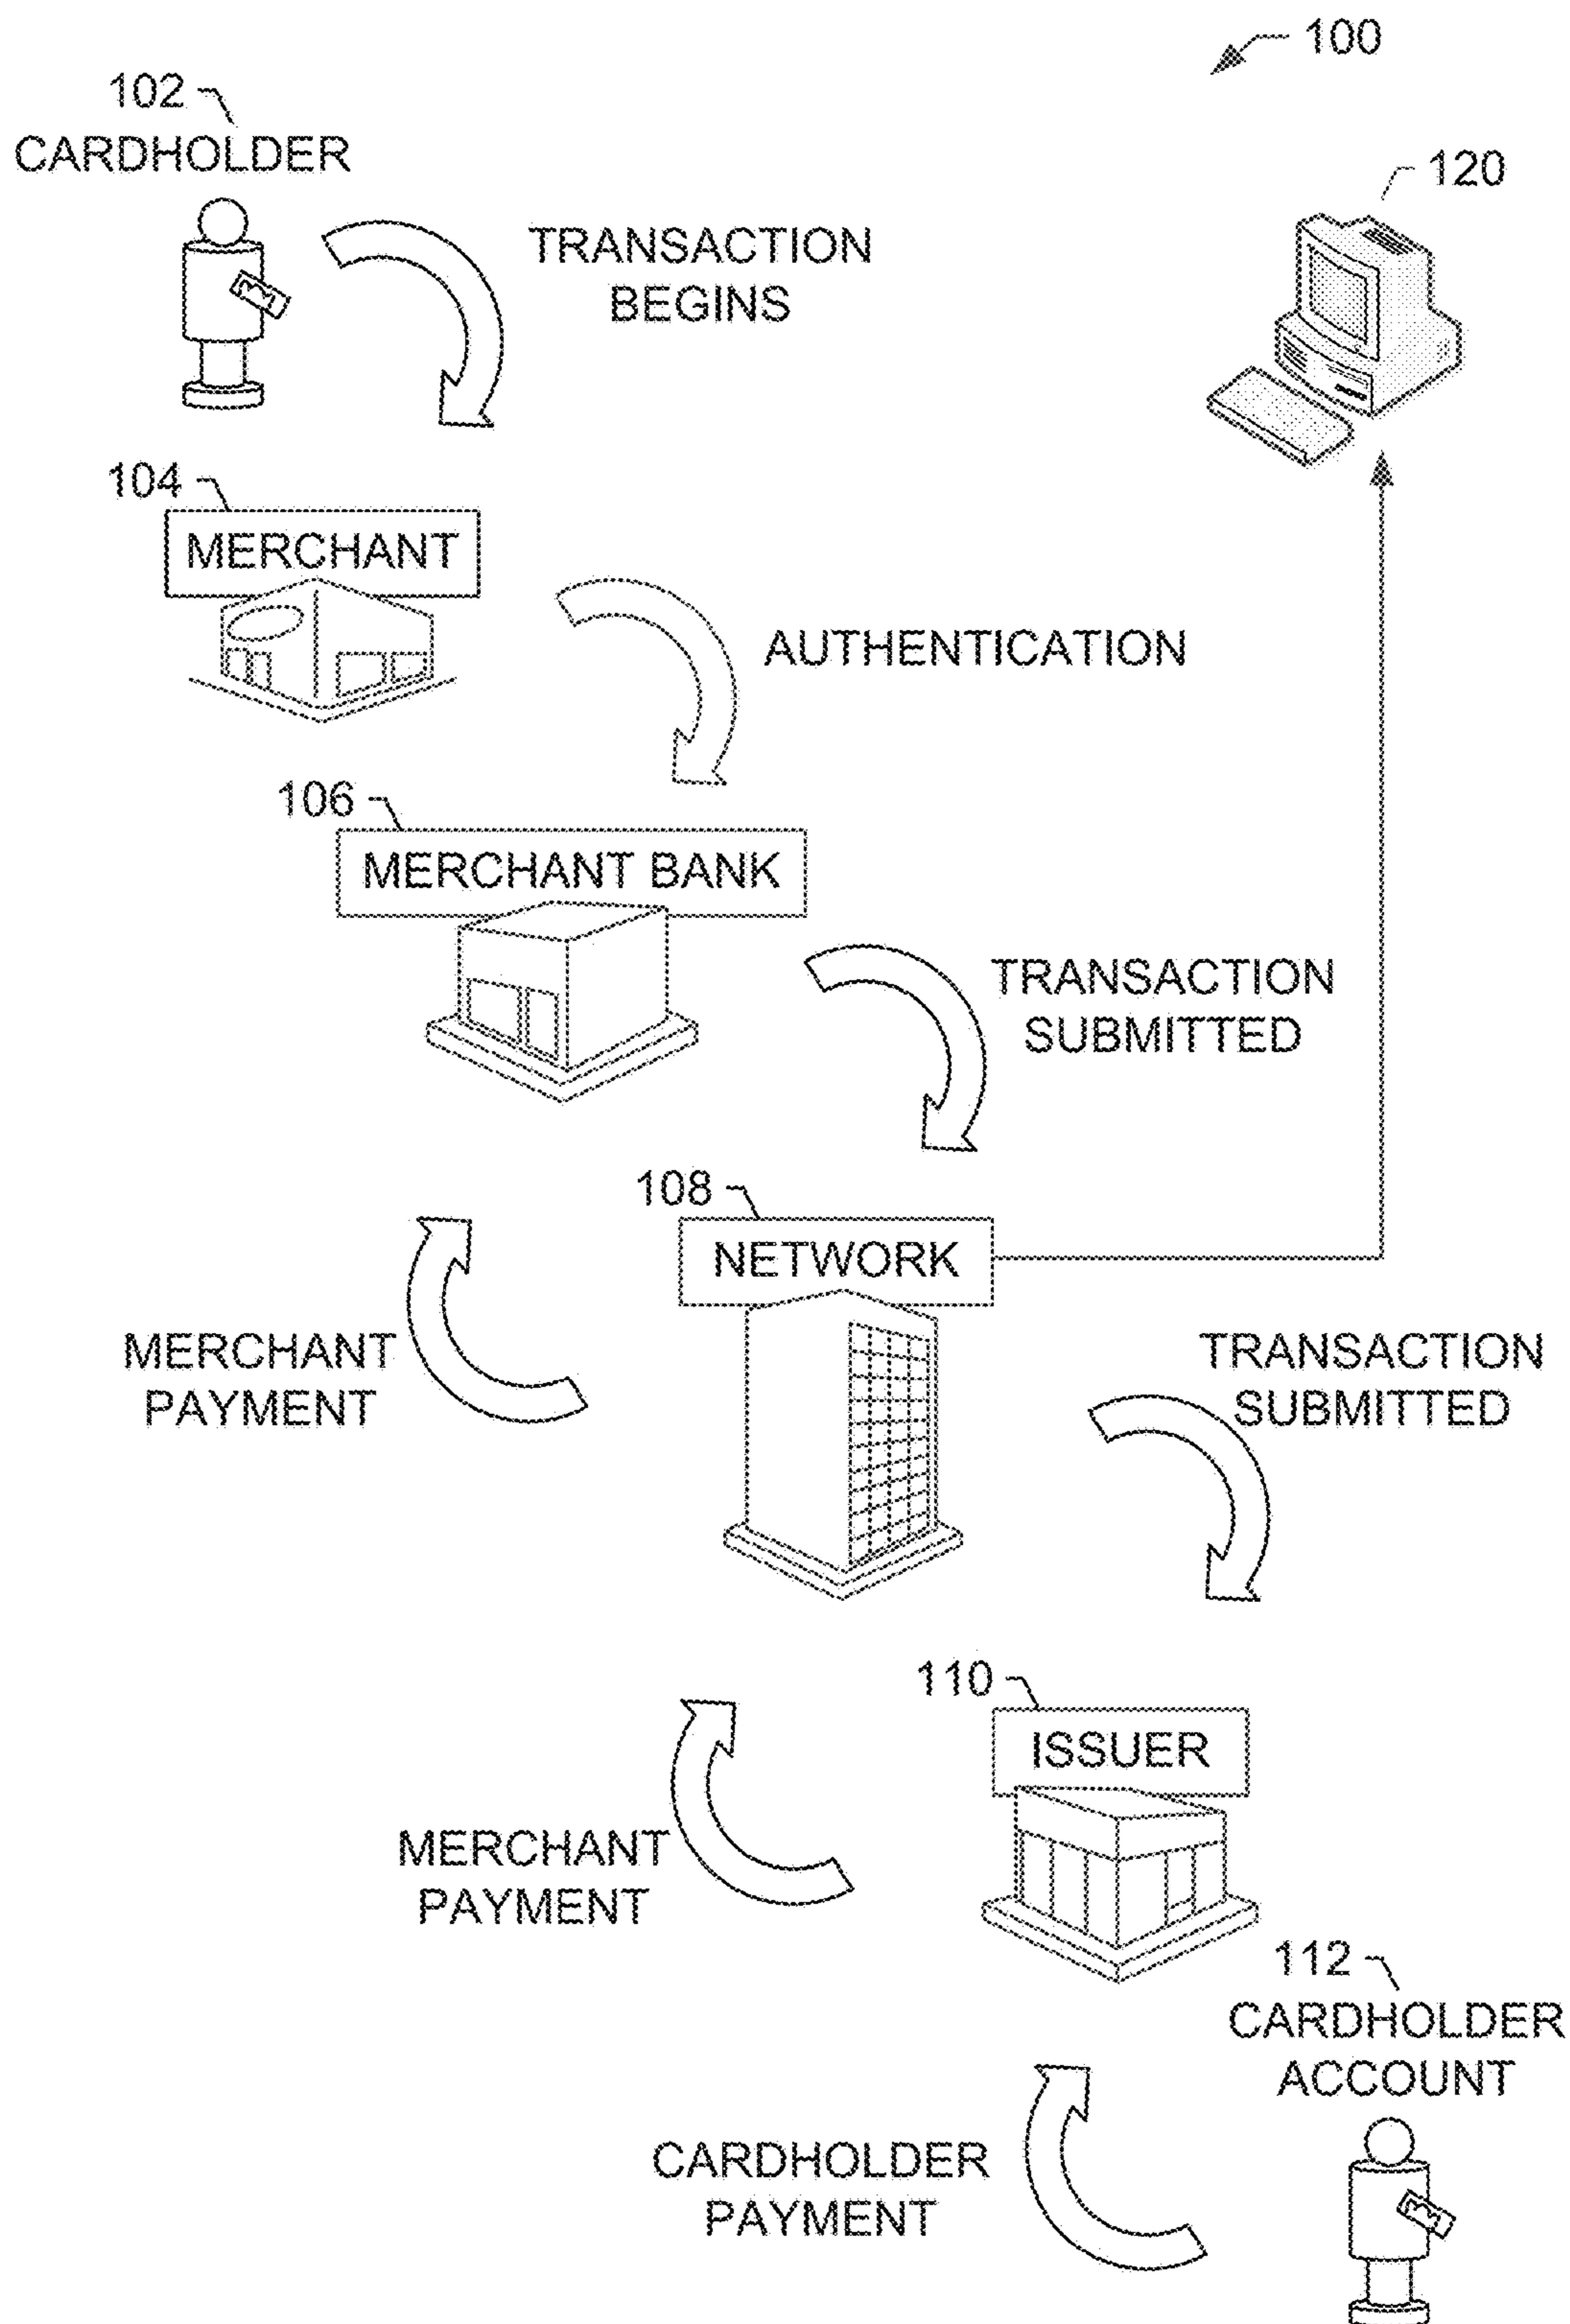 100
102
CARDHOLDER
120
TRANSACTION
BEGINS
104
MERCHANT
AUTHENTICATION
106
MERCHANT BANK
TRANSACTION
SUBMITTED
108
NETWORK
MERCHANT
PAYMENT
TRANSACTION
SUBMITTED
110
ISSUER
MERCHANT
PAYMENT
112
CARDHOLDER
ACCOUNT
CARDHOLDER
PAYMENT